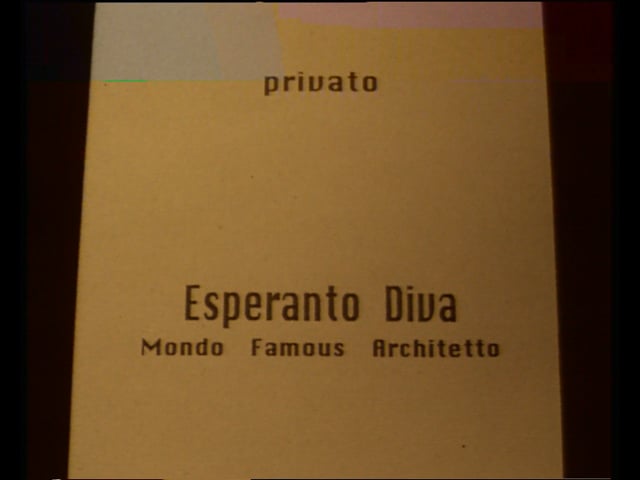 privato
Esperanto Diva
Mondo Famous Architetto